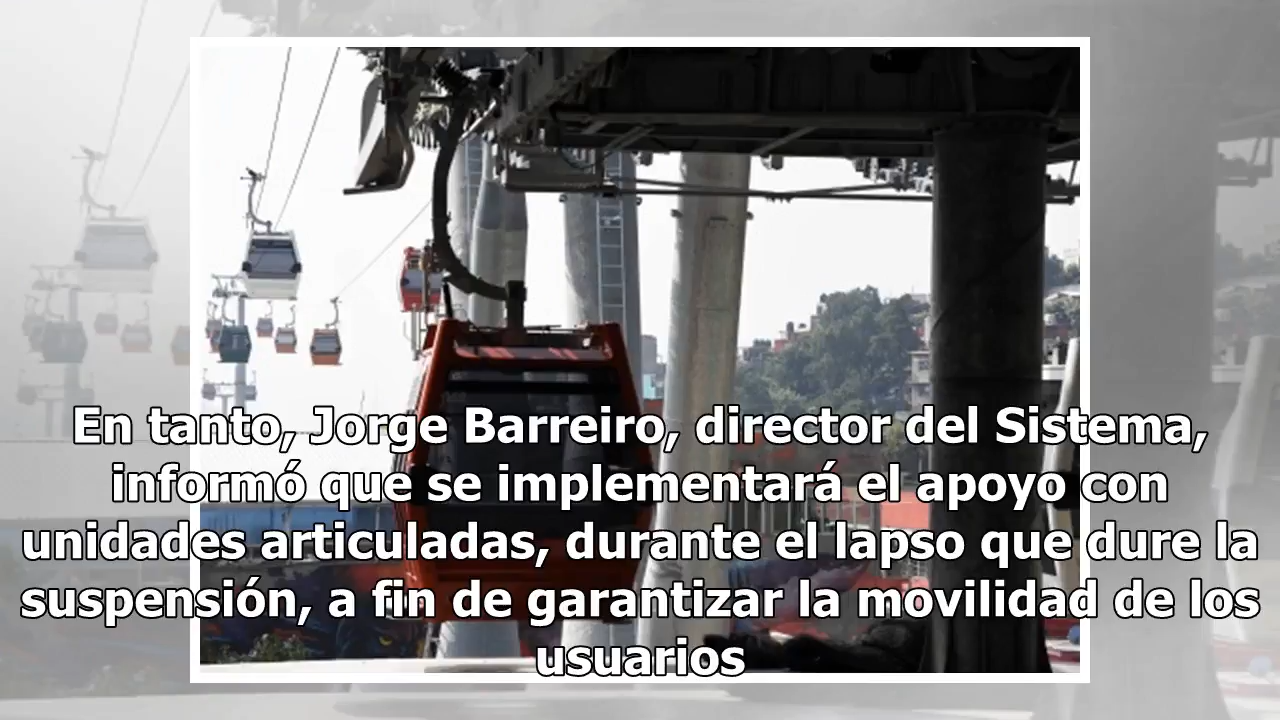 En tanto, Jorge Barreiro, director del Sistema,
informó que se implementará el apoyo con
unidades articuladas, durante el lapso que dure la
suspensión, a fin de garantizar la movilidad de los
usuarios